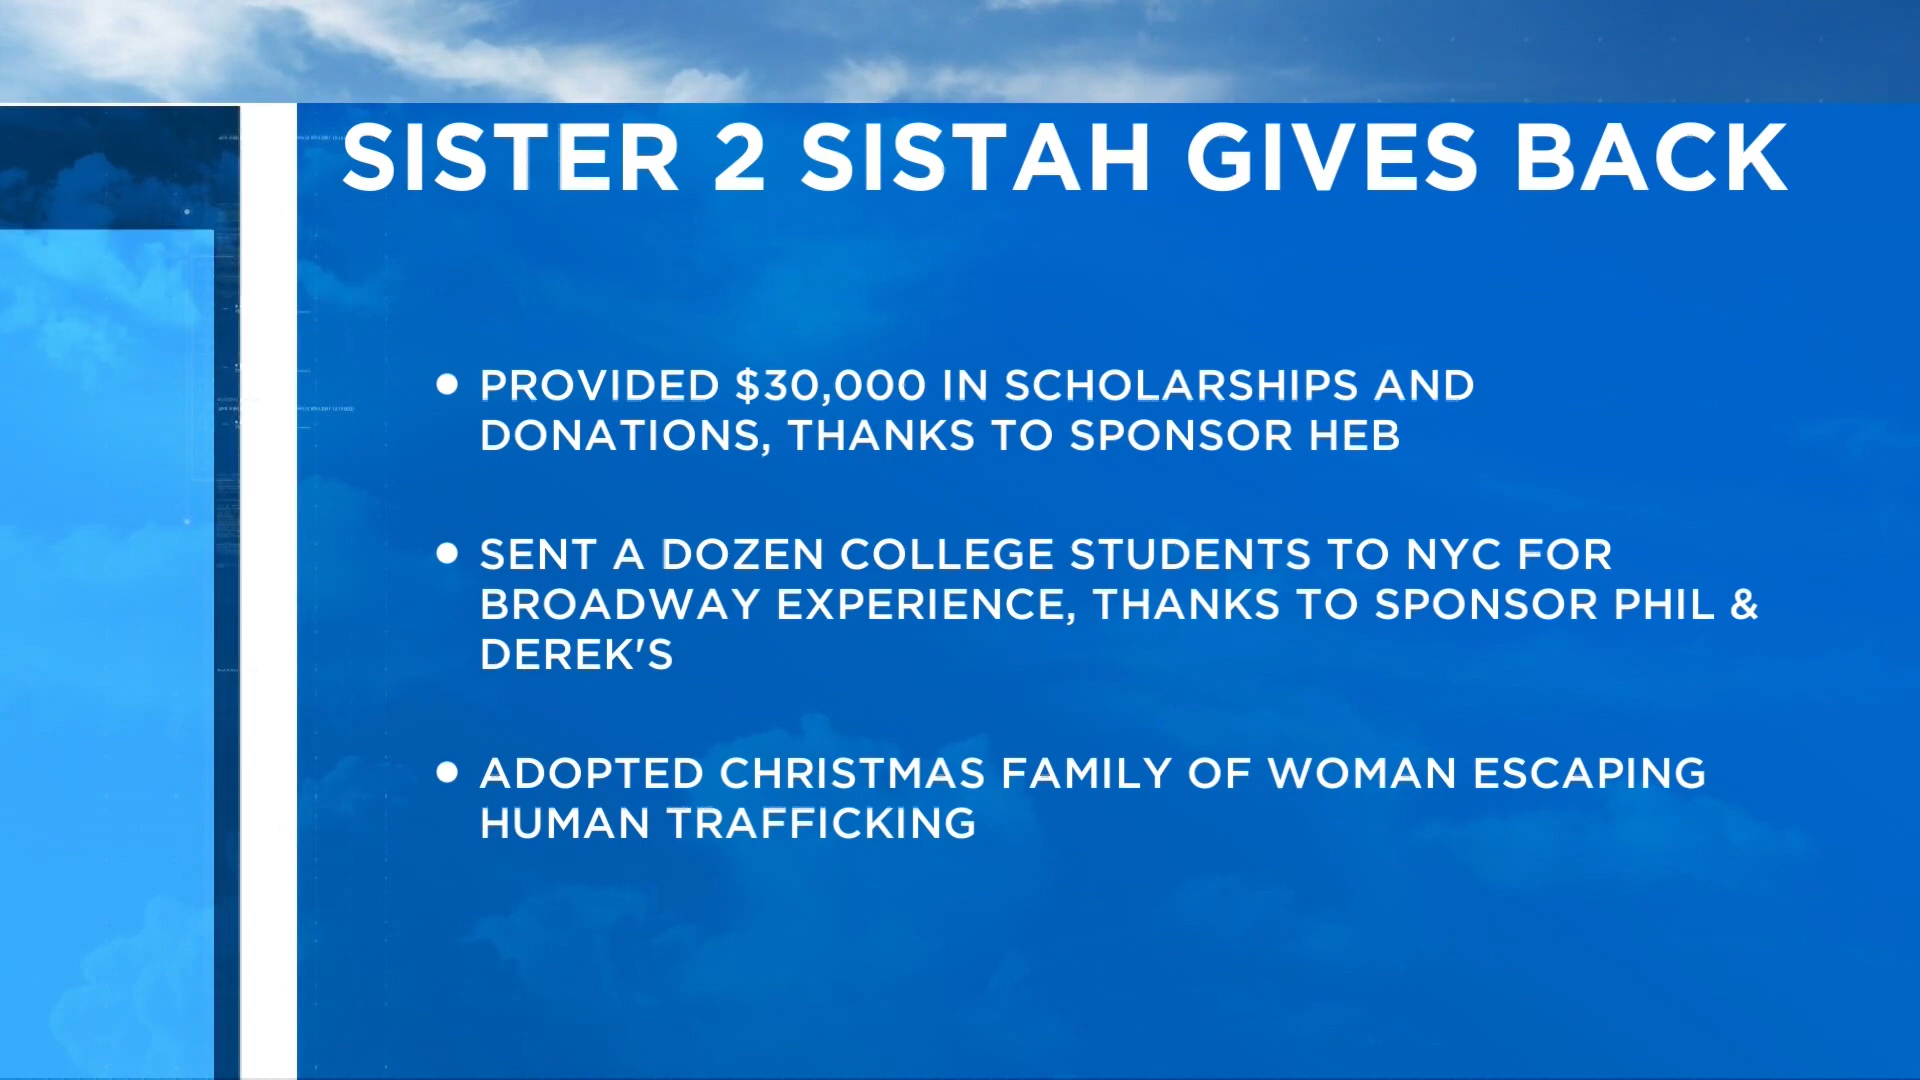 SISTER 2 SISTAH GIVES BACK
● PROVIDED $30,000 IN SCHOLARSHIPS AND
DONATIONS, THANKS TO SPONSOR HEB
● SENT A DOZEN COLLEGE STUDENTS TO NYC FOR
BROADWAY EXPERIENCE, THANKS TO SPONSOR PHIL &
DEREK'S
● ADOPTED CHRISTMAS FAMILY OF WOMAN ESCAPING
HUMAN TRAFFICKING